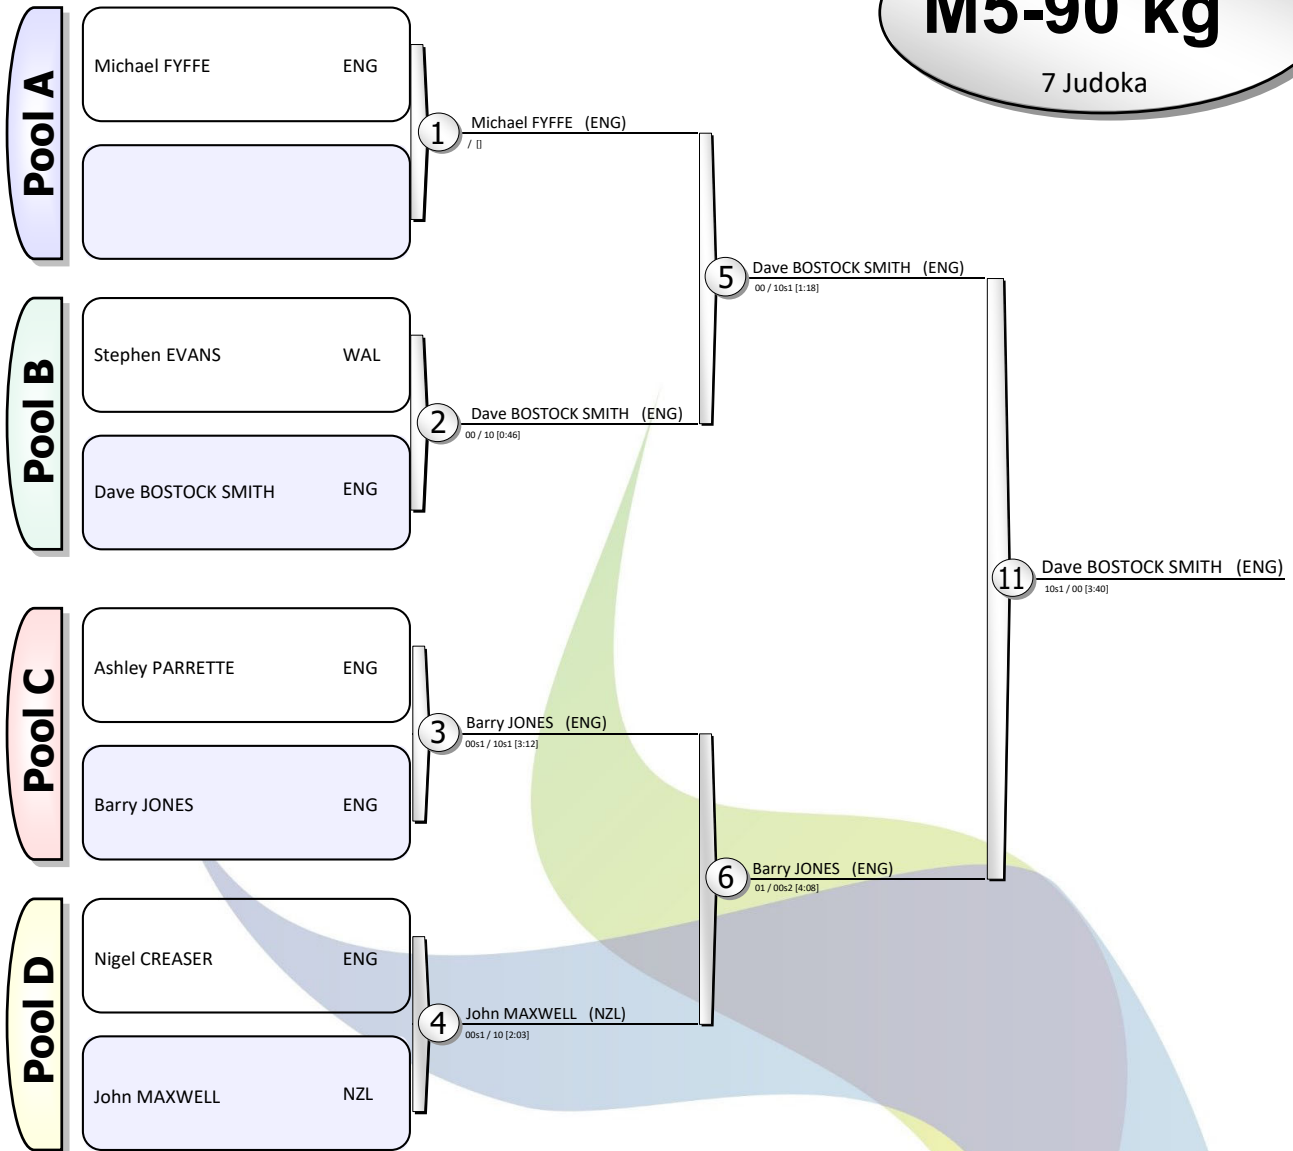 M5-90 kg
7 Judoka
Pool A
Michael FYFFE ENG
1
Michael FYFFE (ENG)
/ []
5
Dave BOSTOCK SMITH (ENG)
00 / 10s1 [1:18]
Pool B
Stephen EVANS WAL
2
Dave BOSTOCK SMITH (ENG)
00 / 10 [0:46]
Dave BOSTOCK SMITH ENG
11
Dave BOSTOCK SMITH (ENG)
10s1 / 00 [3:40]
Pool C
Ashley PARRETTE ENG
3
Barry JONES (ENG)
00s1 / 10s1 [3:12]
Barry JONES ENG
6
Barry JONES (ENG)
01 / 00s2 [4:08]
Pool D
Nigel CREASER ENG
4
John MAXWELL (NZL)
00s1 / 10 [2:03]
John MAXWELL NZL